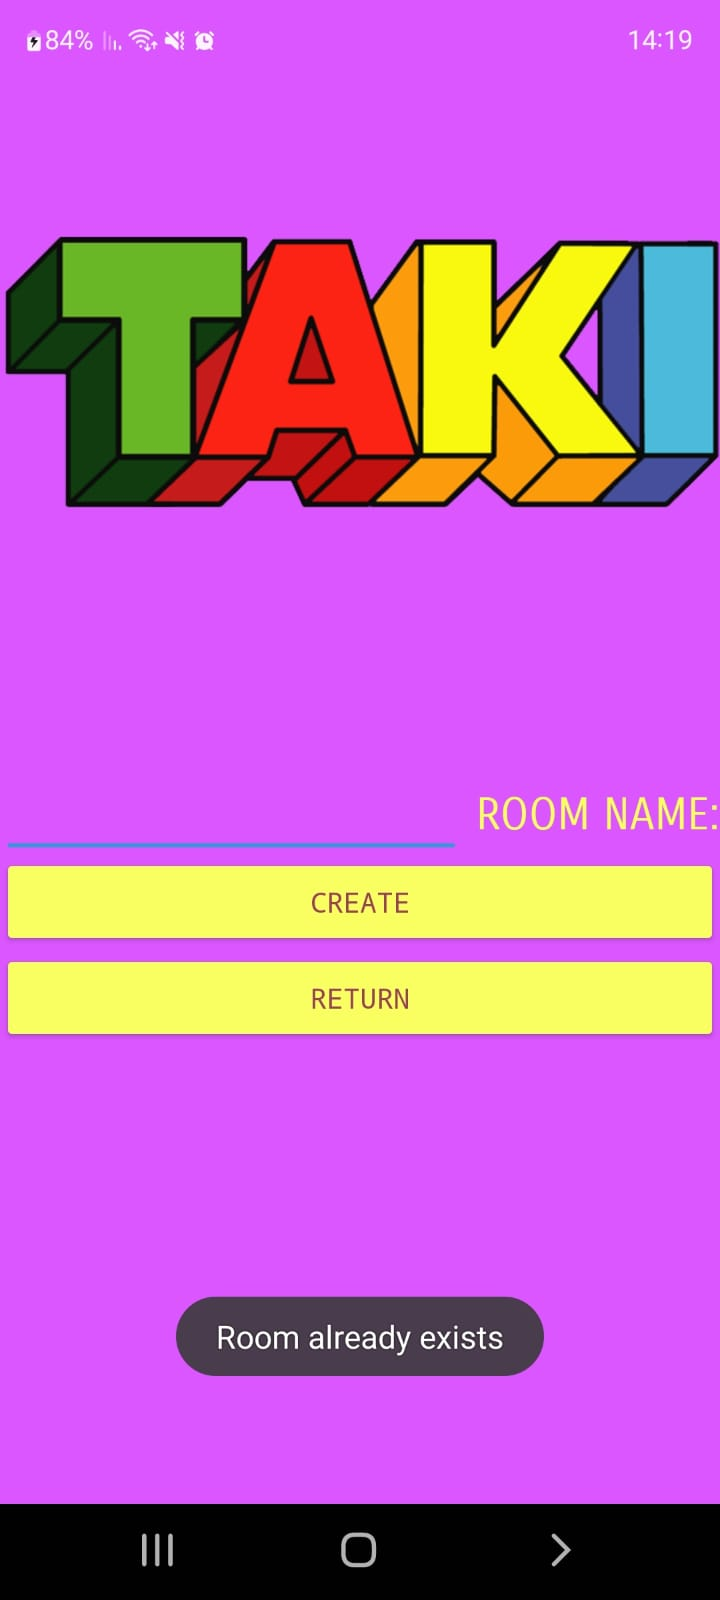 84%
14:19
TAKI
ROOM NAME:
CREATE
RETURN
Room already exists